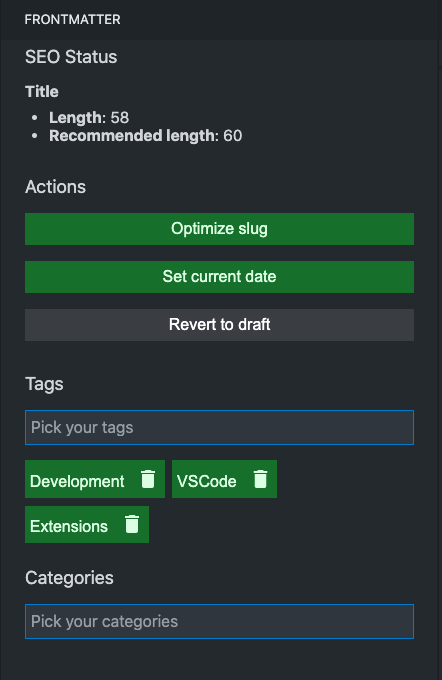 FRONTMATTER
SEO Status
Title
• Length: 58
• Recommended length: 60
Actions
Optimize slug
Set current date
Revert to draft
Tags
Pick your tags
Development VSCode
Extensions
Categories
Pick your categories